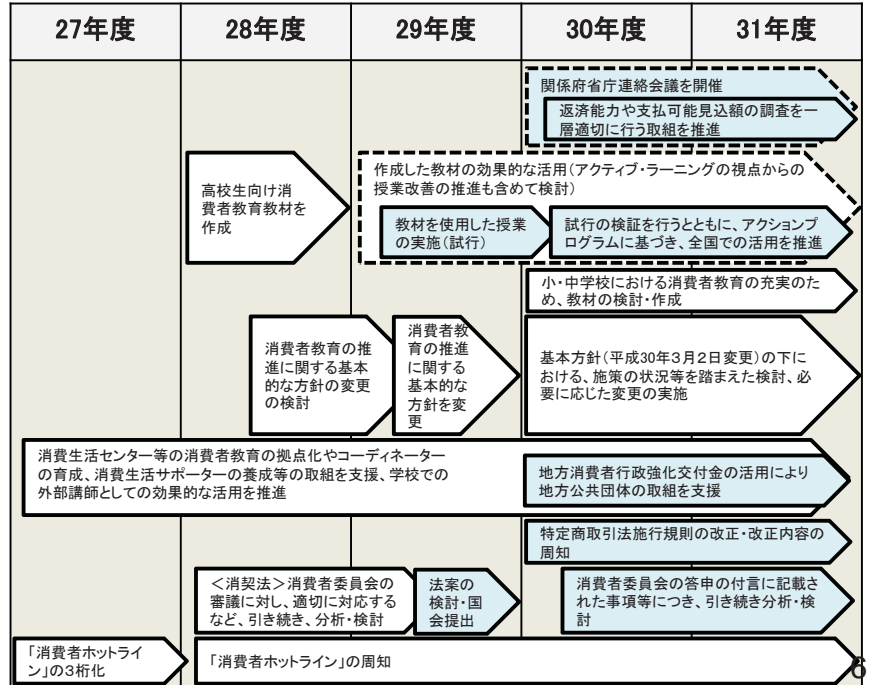 27年度 28年度 29年度 30年度 31年度
関係府省庁連絡会議を開催
返済能力や支払可能見込額の調査を一
層適切に行う取組を推進
高校生向け消
費者教育教材を
作成
作成した教材の効果的な活用(アクティブ・ラーニングの視点からの
授業改善の推進も含めて検討)
教材を使用した授業
の実施(試行)
試行の検証を行うとともに、アクションプ
ログラムに基づき、全国での活用を推進
小・中学校における消費者教育の充実のた
め、教材の検討・作成
消費者教育の推
進に関する基本
的な方針の変更
の検討
消費者教
育の推進
に関する
基本的な
方針を変
更
基本方針(平成30年3月2日変更)の下に
おける、施策の状況等を踏まえた検討、必
要に応じた変更の実施
消費生活センター等の消費者教育の拠点化やコーディネーター
の育成、消費生活サポーターの養成等の取組を支援、学校での
外部講師としての効果的な活用を推進
地方消費者行政強化交付金の活用により
地方公共団体の取組を支援
特定商取引法施行規則の改正・改正内容の
周知
<消契法>消費者委員会の
審議に対し、適切に対応する
など、引き続き、分析・検討
法案の
検討・国
会提出
消費者委員会の答申の付言に記載さ
れた事項等につき、引き続き分析・検
討
「消費者ホットライ
ン」の3桁化
「消費者ホットライン」の周知
6